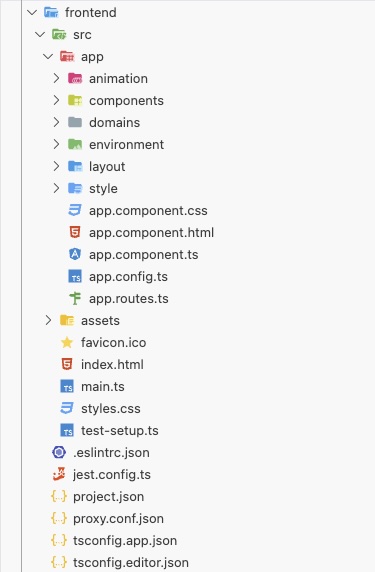 frontend
src
app
animation
components
domains
environment
layout
style
app.component.css
app.component.html
app.component.ts
app.config.ts
app.routes.ts
assets
favicon.ico
index.html
main.ts
styles.css
test-setup.ts
.eslintrc.json
jest.config.ts
project.json
proxy.conf.json
tsconfig.app.json
tsconfig.editor.json